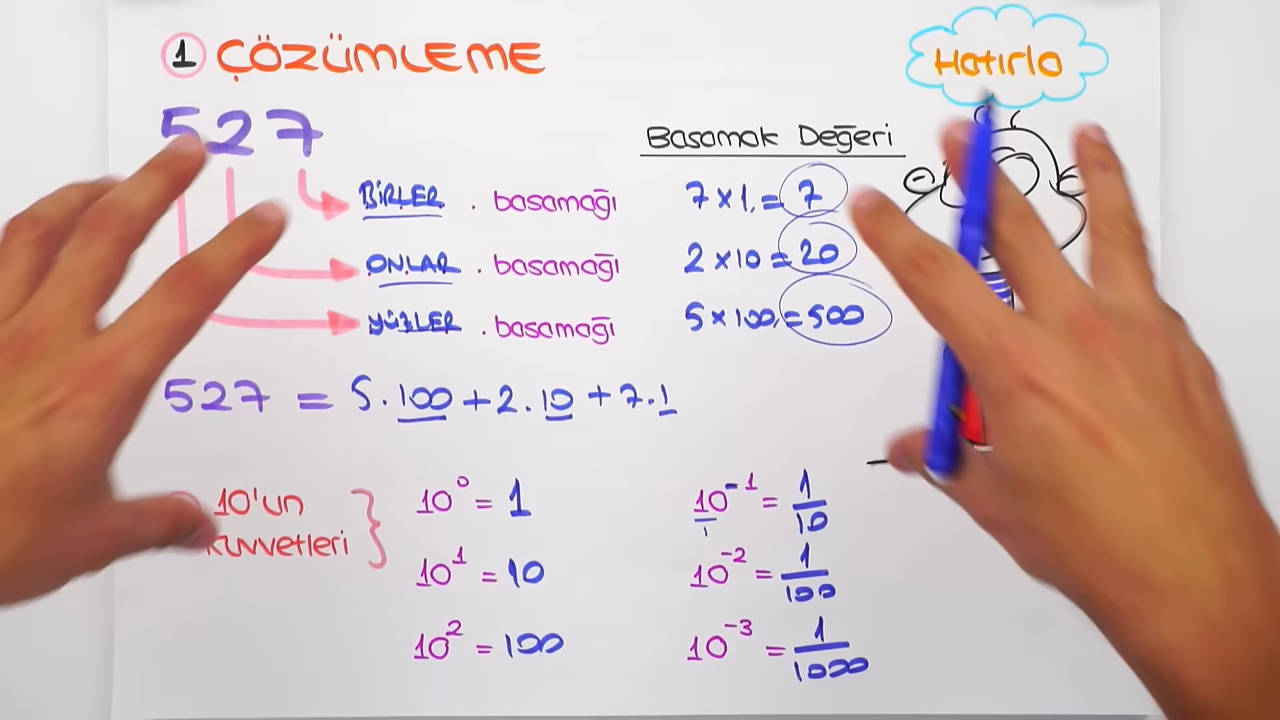 1 ÇÖZÜMLEME
Hatırla
527
Basamak Değeri
BİRLER . basamağı
7 x 1 = 7
ONLAR . basamağı
2 x 10 = 20
YÜZLER . basamağı
5 x 100 = 500
527 = 5.100 + 2.10 + 7.1
10'un
kuvvetleri
10⁰ = 1
10¹ = 10
10² = 100
10⁻¹ = 1/10
10⁻² = 1/100
10⁻³ = 1/1000